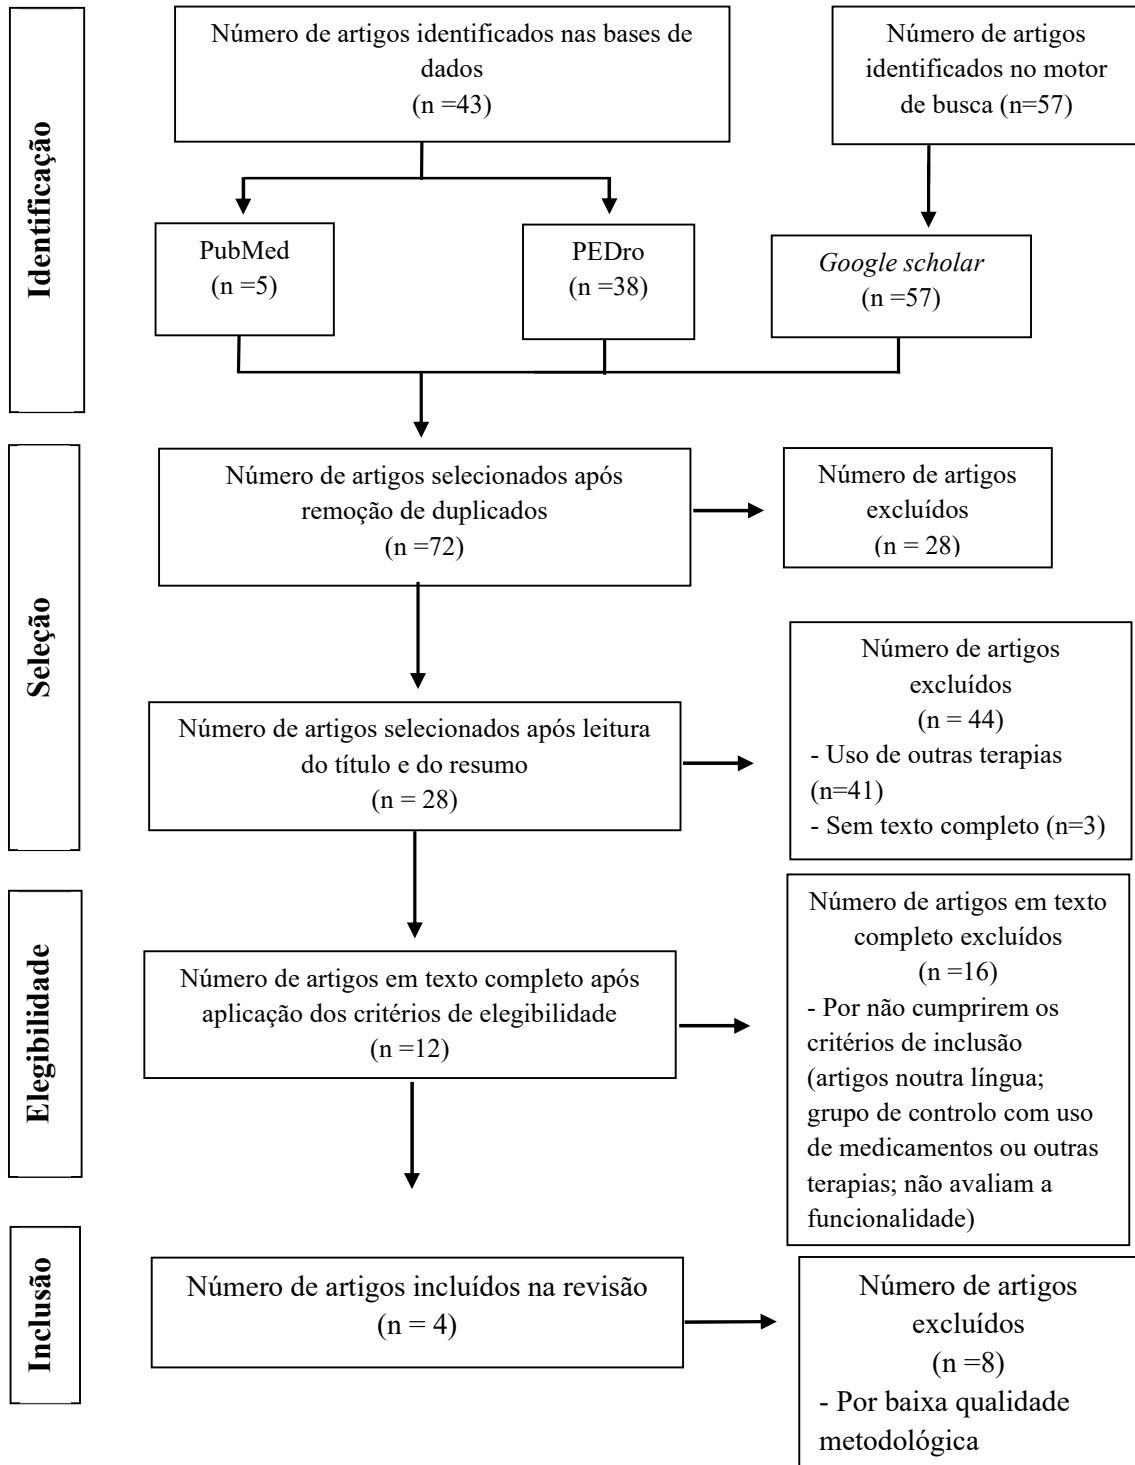 Identificação
Número de artigos identificados nas bases de
dados
(n =43)
Número de artigos
identificados no motor
de busca (n=57)
PubMed
(n =5)
PEDro
(n =38)
Google scholar
(n =57)
Seleção
Número de artigos selecionados após
remoção de duplicados
(n =72)
Número de artigos
excluídos
(n = 28)
Número de artigos selecionados após leitura
do título e do resumo
(n = 28)
Número de artigos
excluídos
(n = 44)
- Uso de outras terapias
(n=41)
- Sem texto completo (n=3)
Elegibilidade
Número de artigos em texto completo após
aplicação dos critérios de elegibilidade
(n =12)
Número de artigos em texto
completo excluídos
(n =16)
- Por não cumprirem os
critérios de inclusão
(artigos noutra língua;
grupo de controlo com uso
de medicamentos ou outras
terapias; não avaliam a
funcionalidade)
Inclusão
Número de artigos incluídos na revisão
(n = 4)
Número de artigos
excluídos
(n =8)
- Por baixa qualidade
metodológica